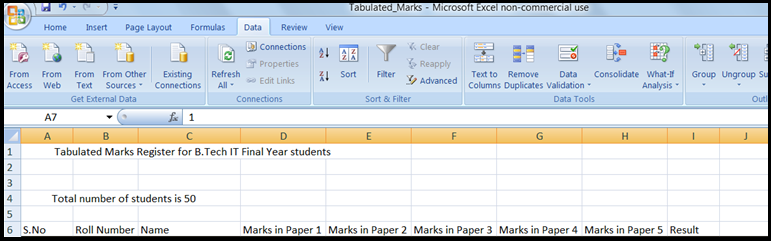 Tabulated_Marks - Microsoft Excel non-commercial use
Home Insert Page Layout Formulas Data Review View
From Access From Web From Text From Other Sources Existing Connections
Refresh All Connections Properties Edit Links
Sort Filter Clear Reapply Advanced
Text to Columns Remove Duplicates Data Validation Consolidate What-If Analysis
Group Ungroup Su
Get External Data Connections Sort & Filter Data Tools Outli
A7 fx 1
A B C D E F G H I J
1 Tabulated Marks Register for B.Tech IT Final Year students
2
3
4 Total number of students is 50
5
6 S.No Roll Number Name Marks in Paper 1 Marks in Paper 2 Marks in Paper 3 Marks in Paper 4 Marks in Paper 5 Result